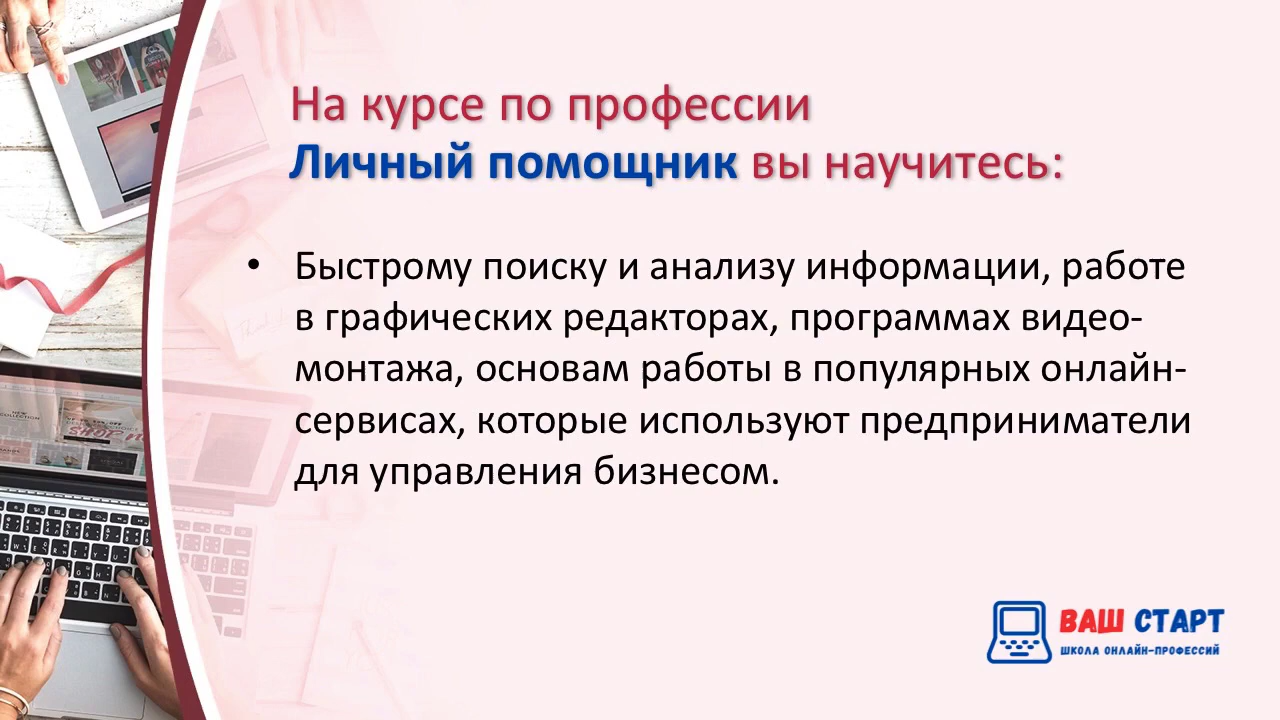 На курсе по профессии
Личный помощник вы научитесь:
• Быстрому поиску и анализу информации, работе
в графических редакторах, программах видео-
монтажа, основам работы в популярных онлайн-
сервисах, которые используют предприниматели
для управления бизнесом.
ВАШ СТАРТ
ШКОЛА ОНЛАЙН-ПРОФЕССИЙ